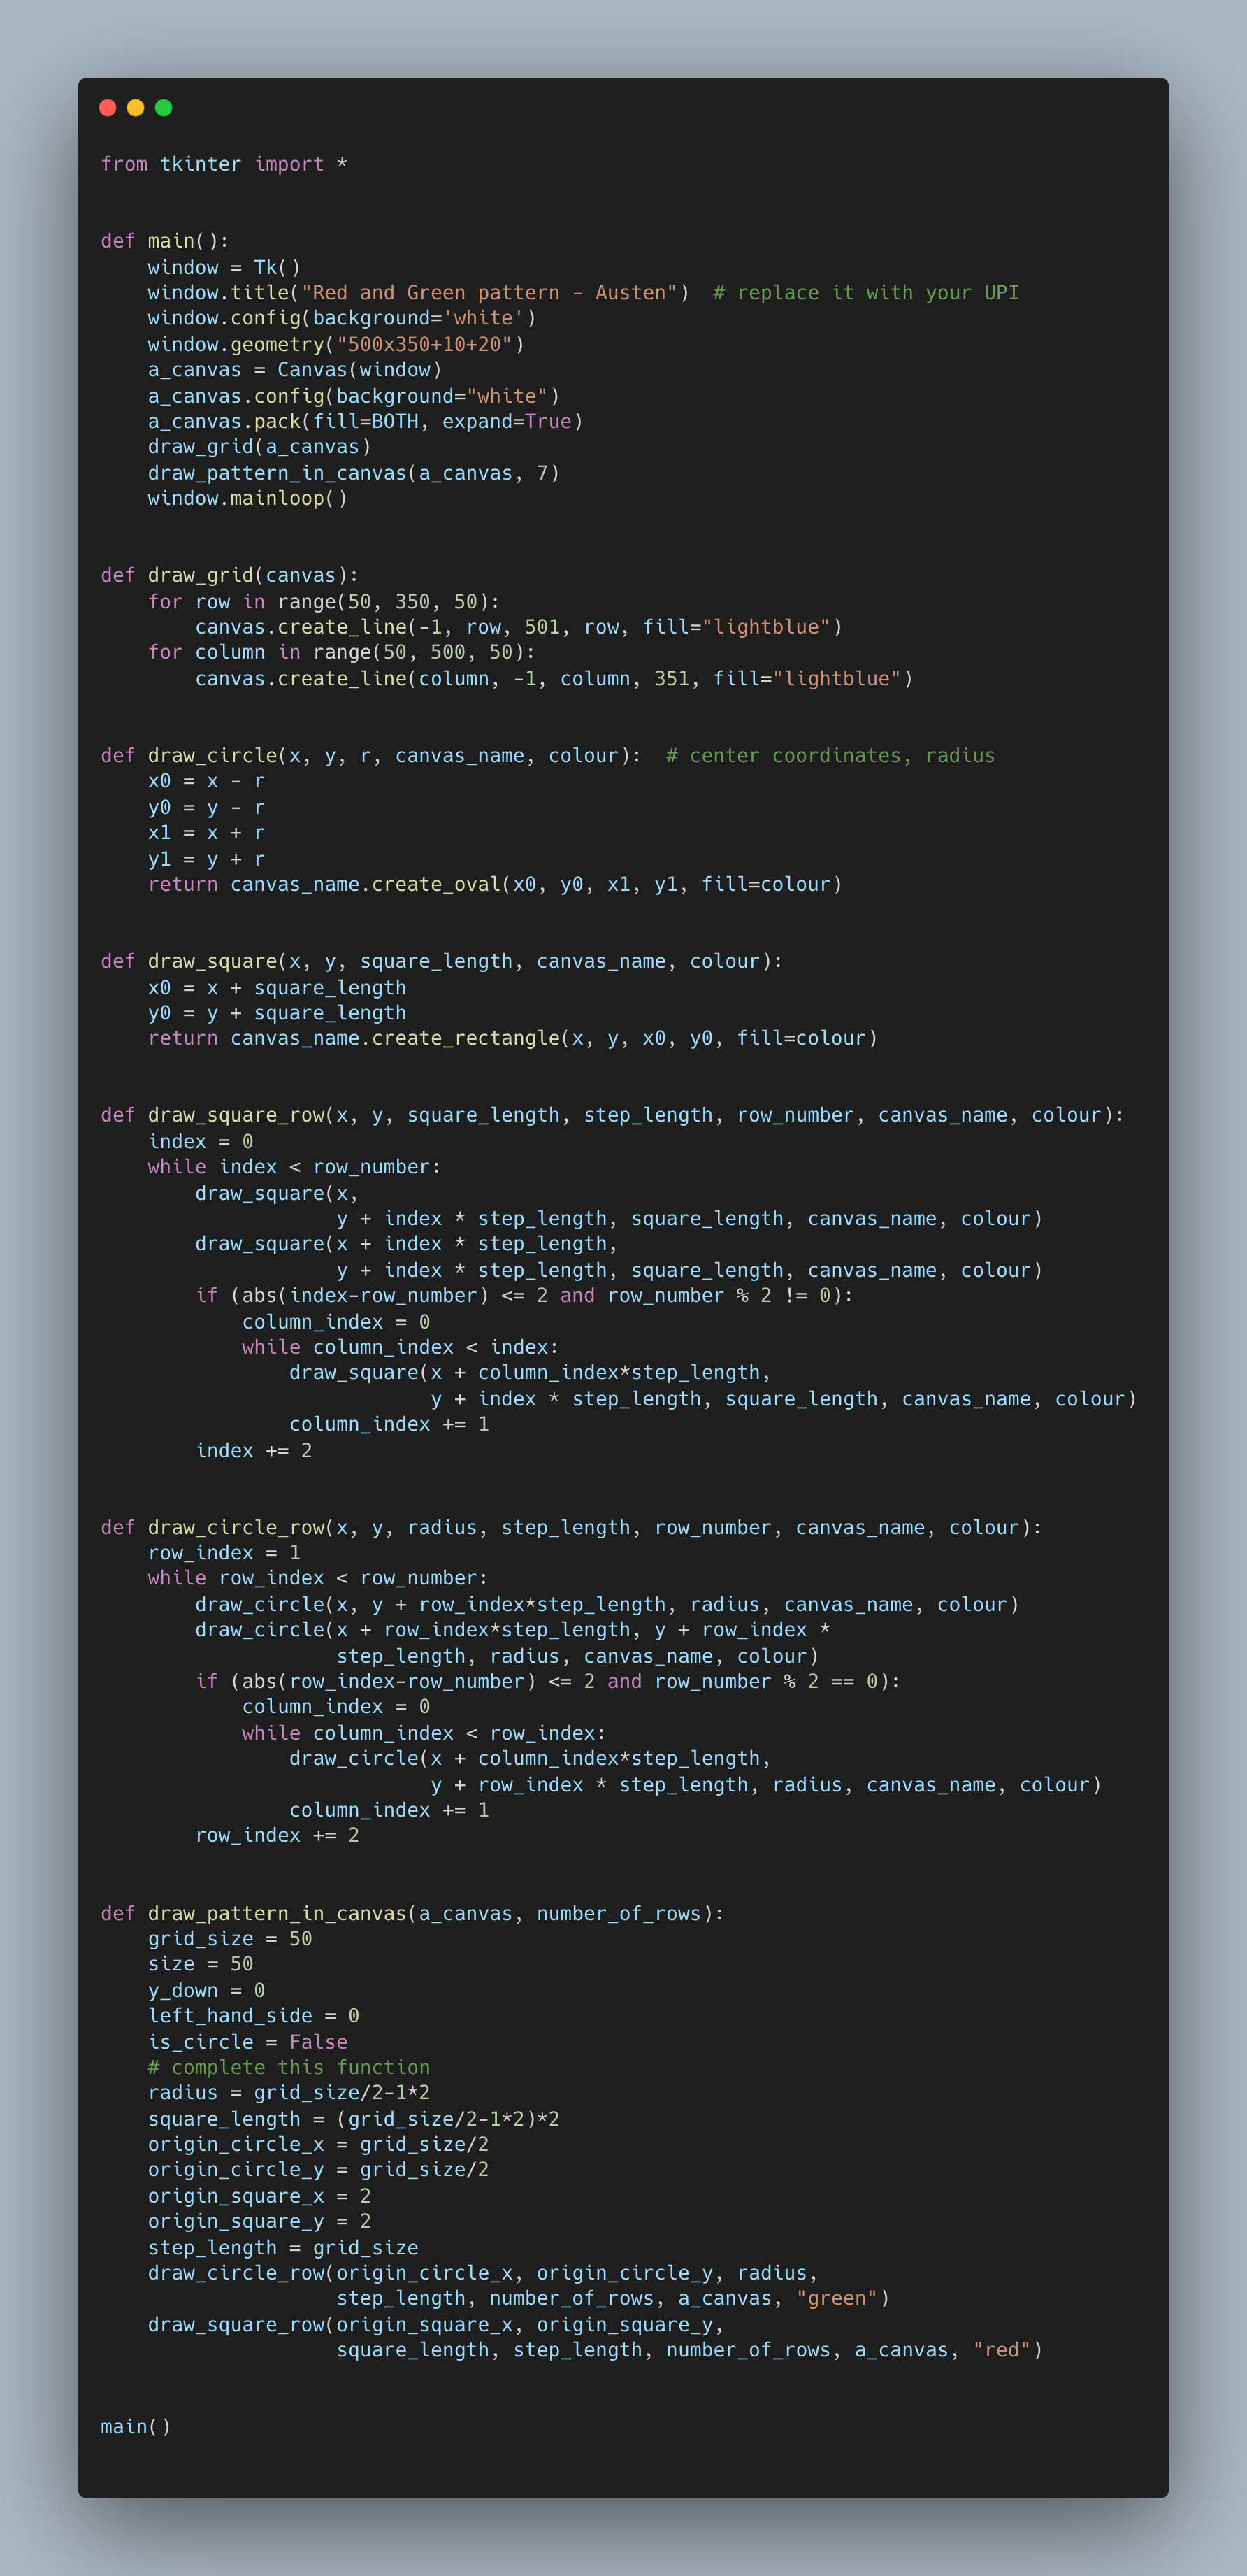 from tkinter import *
def main():
    window = Tk()
    window.title("Red and Green pattern - Austen")  # replace it with your UPI
    window.config(background='white')
    window.geometry("500x350+10+20")
    a_canvas = Canvas(window)
    a_canvas.config(background="white")
    a_canvas.pack(fill=BOTH, expand=True)
    draw_grid(a_canvas)
    draw_pattern_in_canvas(a_canvas, 7)
    window.mainloop()
def draw_grid(canvas):
    for row in range(50, 350, 50):
        canvas.create_line(-1, row, 501, row, fill="lightblue")
    for column in range(50, 500, 50):
        canvas.create_line(column, -1, column, 351, fill="lightblue")
def draw_circle(x, y, r, canvas_name, colour):  # center coordinates, radius
    x0 = x - r
    y0 = y - r
    x1 = x + r
    y1 = y + r
    return canvas_name.create_oval(x0, y0, x1, y1, fill=colour)
def draw_square(x, y, square_length, canvas_name, colour):
    x0 = x + square_length
    y0 = y + square_length
    return canvas_name.create_rectangle(x, y, x0, y0, fill=colour)
def draw_square_row(x, y, square_length, step_length, row_number, canvas_name, colour):
    index = 0
    while index < row_number:
        draw_square(x,
                    y + index * step_length, square_length, canvas_name, colour)
        draw_square(x + index * step_length,
                    y + index * step_length, square_length, canvas_name, colour)
        if (abs(index-row_number) <= 2 and row_number % 2 != 0):
            column_index = 0
            while column_index < index:
                draw_square(x + column_index*step_length,
                            y + index * step_length, square_length, canvas_name, colour)
                column_index += 1
        index += 2
def draw_circle_row(x, y, radius, step_length, row_number, canvas_name, colour):
    row_index = 1
    while row_index < row_number:
        draw_circle(x, y + row_index*step_length, radius, canvas_name, colour)
        draw_circle(x + row_index*step_length, y + row_index *
                    step_length, radius, canvas_name, colour)
        if (abs(row_index-row_number) <= 2 and row_number % 2 == 0):
            column_index = 0
            while column_index < row_index:
                draw_circle(x + column_index*step_length,
                            y + row_index * step_length, radius, canvas_name, colour)
                column_index += 1
        row_index += 2
def draw_pattern_in_canvas(a_canvas, number_of_rows):
    grid_size = 50
    size = 50
    y_down = 0
    left_hand_side = 0
    is_circle = False
    # complete this function
    radius = grid_size/2-1*2
    square_length = (grid_size/2-1*2)*2
    origin_circle_x = grid_size/2
    origin_circle_y = grid_size/2
    origin_square_x = 2
    origin_square_y = 2
    step_length = grid_size
    draw_circle_row(origin_circle_x, origin_circle_y, radius,
                    step_length, number_of_rows, a_canvas, "green")
    draw_square_row(origin_square_x, origin_square_y,
                    square_length, step_length, number_of_rows, a_canvas, "red")
main()